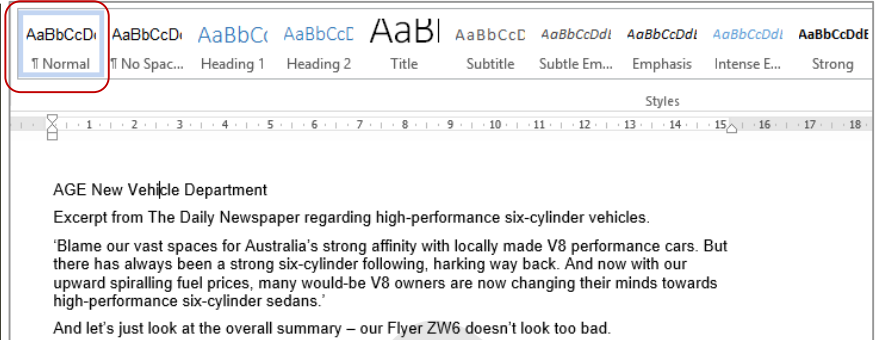 AaBbCcDı AaBbCcDı AaBbCc AaBbCcD AaBl AaBbCcD AaBbCcDdı AaBbCcDdı AaBbCcDdı AaBbCcDdE
¶ Normal ¶ No Spac... Heading 1 Heading 2 Title Subtitle Subtle Em... Emphasis Intense E... Strong
Styles
1 2 3 4 5 6 7 8 9 10 11 12 13 14 15 16 17 18
AGE New Vehicle Department
Excerpt from The Daily Newspaper regarding high-performance six-cylinder vehicles.
‘Blame our vast spaces for Australia’s strong affinity with locally made V8 performance cars. But
there has always been a strong six-cylinder following, harking way back. And now with our
upward spiralling fuel prices, many would-be V8 owners are now changing their minds towards
high-performance six-cylinder sedans.’
And let’s just look at the overall summary – our Flyer ZW6 doesn’t look too bad.